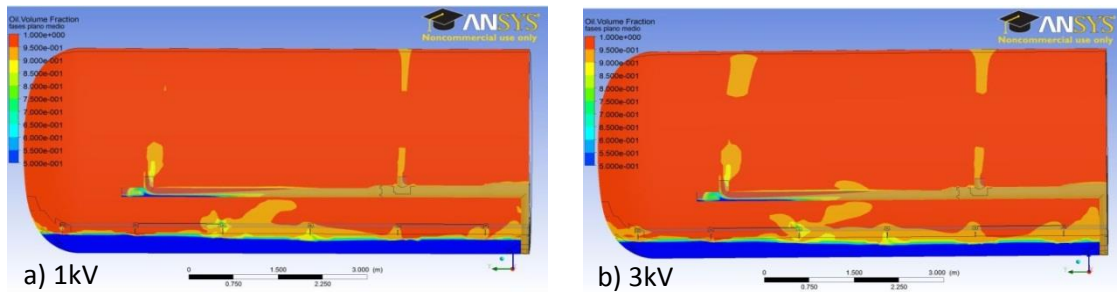 Oil.Volume Fraction
fases plano medio
1.000e+000
9.500e-001
9.000e-001
8.500e-001
8.000e-001
7.500e-001
7.000e-001
6.500e-001
6.000e-001
5.500e-001
5.000e-001
ANSYS
Noncommercial use only
0
1.500
3.000 (m)
0.750
2.250
a) 1kV
Oil.Volume Fraction
fases plano medio
1.000e+000
9.500e-001
9.000e-001
8.500e-001
8.000e-001
7.500e-001
7.000e-001
6.500e-001
6.000e-001
5.500e-001
5.000e-001
ANSYS
Noncommercial use only
0
1.500
3.000 (m)
0.750
2.250
b) 3kV